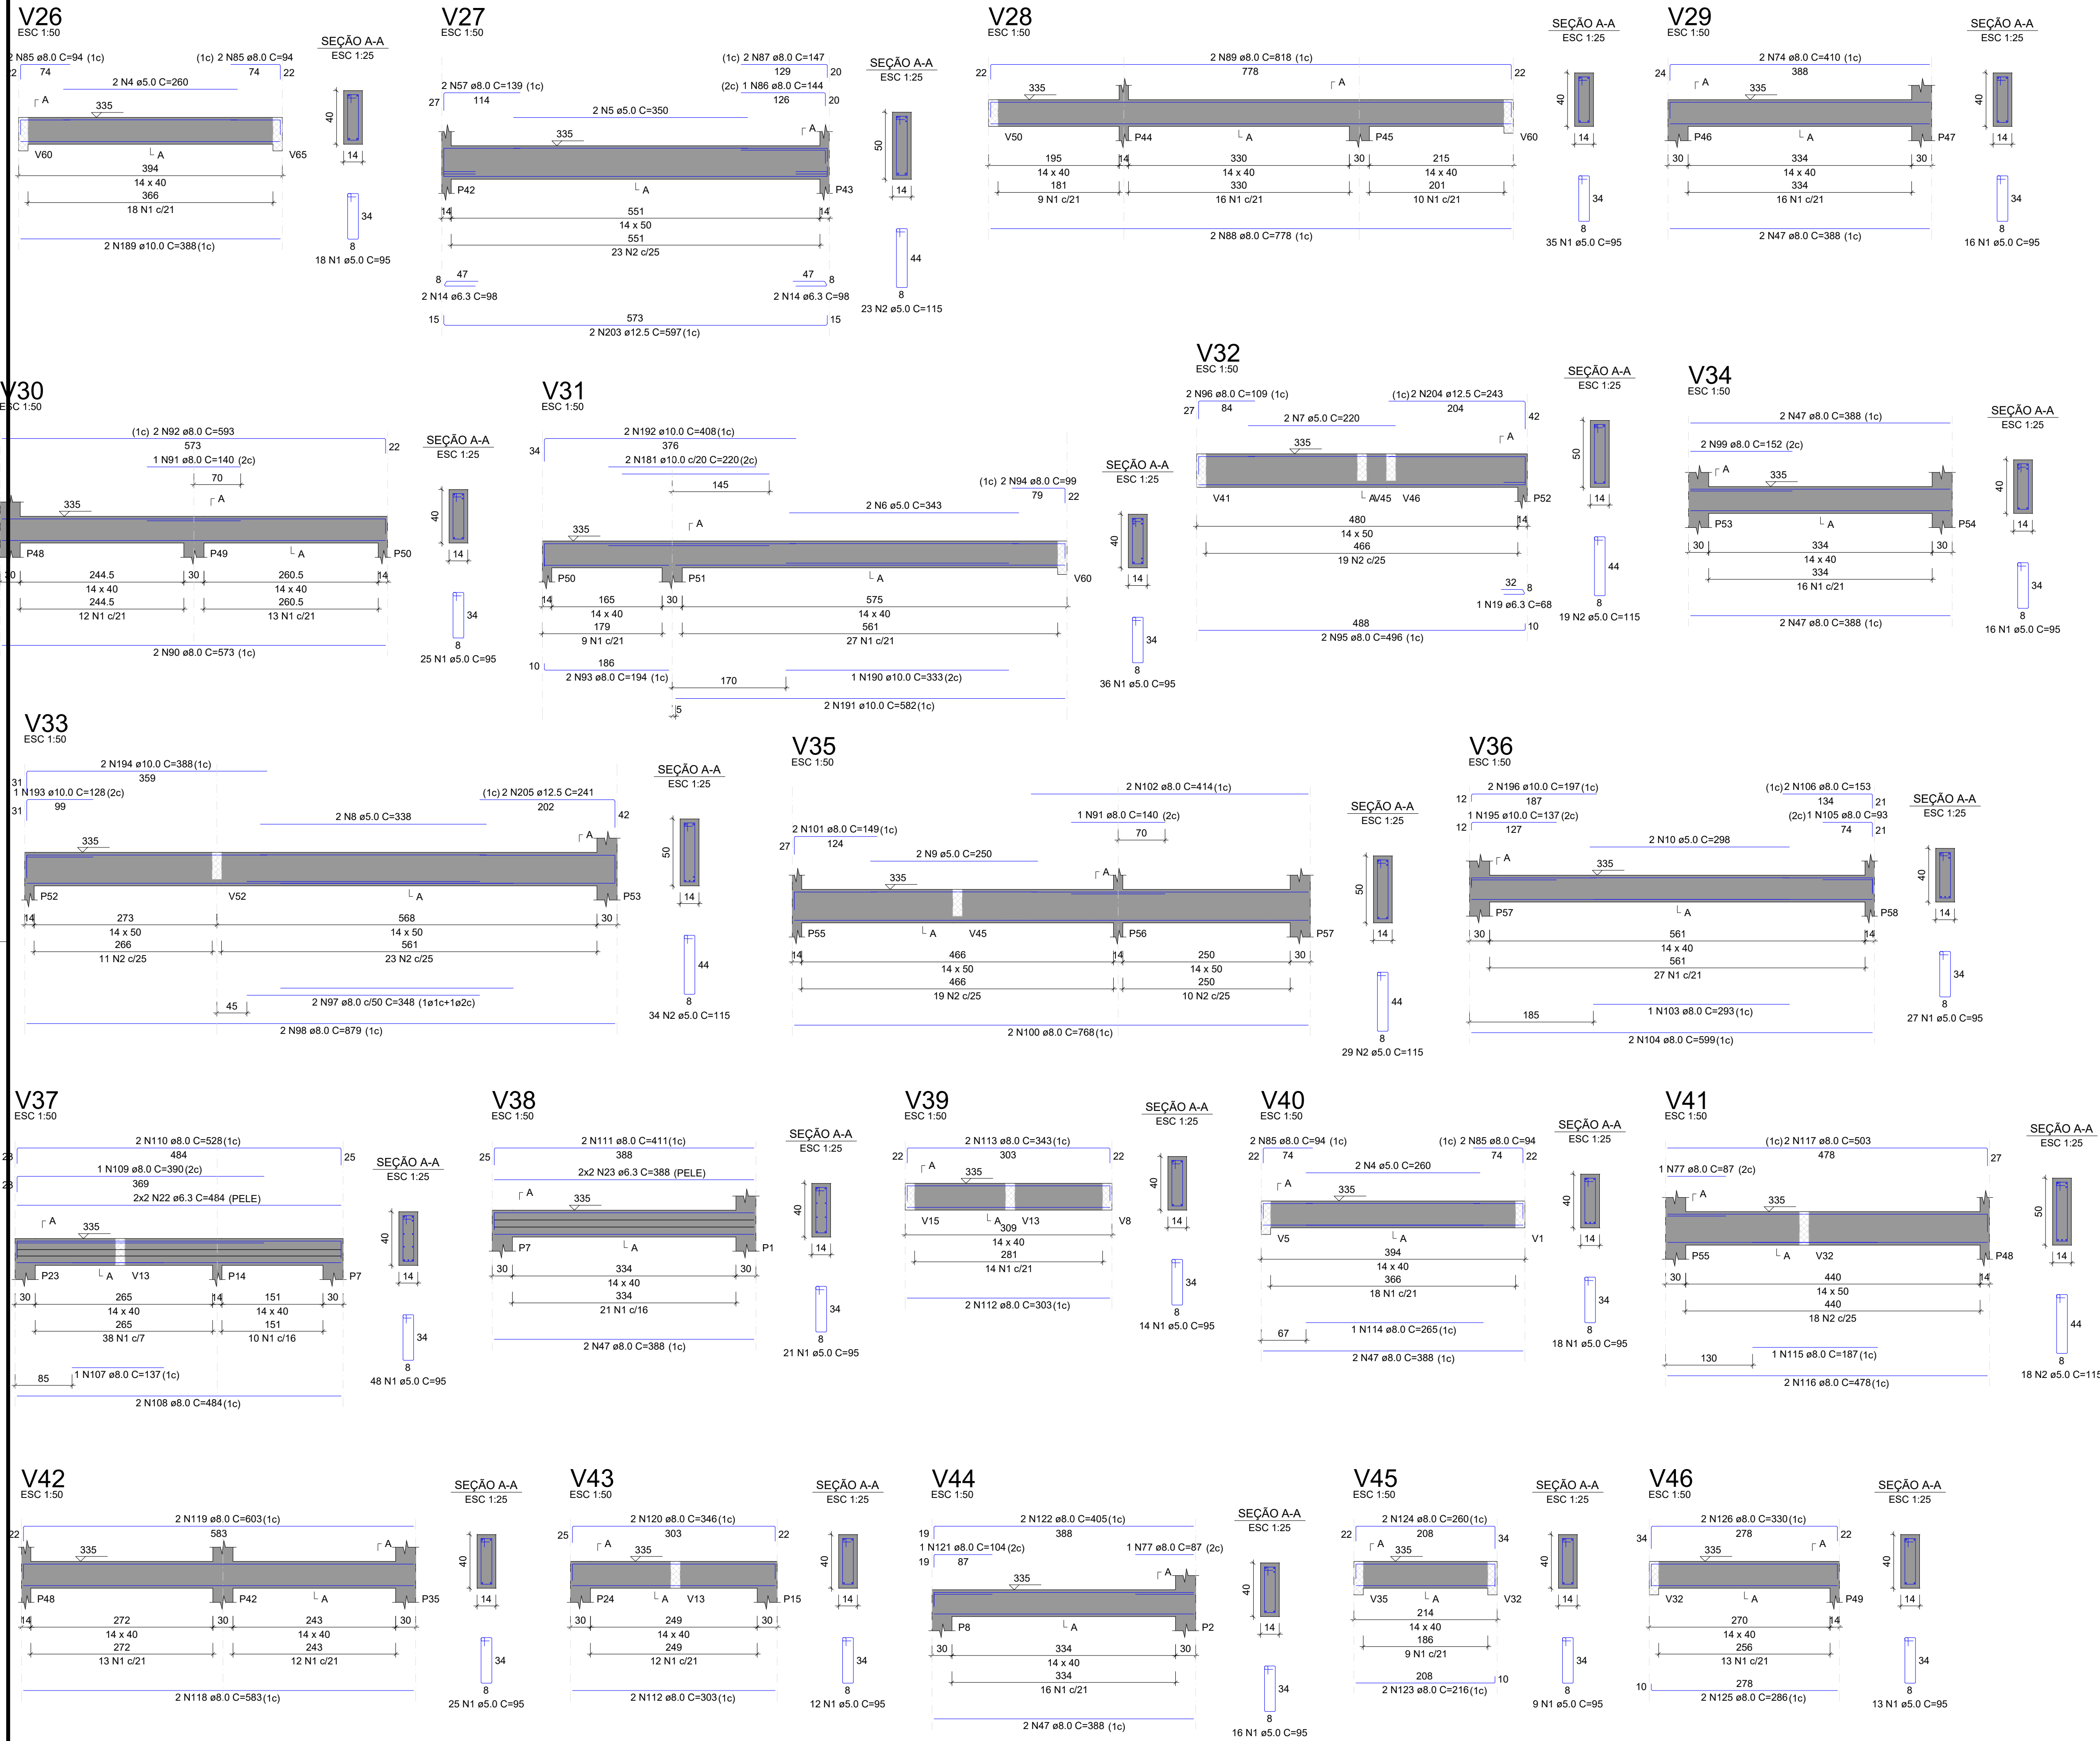 V26
ESC 1:50
SEÇÃO A-A
ESC 1:25
2 N85 ø8.0 C=94 (1c)
(1c) 2 N85 ø8.0 C=94
22 74 74 22
2 N4 ø5.0 C=260
A
335
40
14
V60 A V65
394
14 x 40
366
18 N1 c/21
34
8
2 N189 ø10.0 C=388(1c)
18 N1 ø5.0 C=95
V27
ESC 1:50
SEÇÃO A-A
ESC 1:25
(1c) 2 N87 ø8.0 C=147
129 20
2 N57 ø8.0 C=139 (1c)
(2c) 1 N86 ø8.0 C=144
27 114 126 20
2 N5 ø5.0 C=350
A
335
50
14
P42 A P43
14 551 14
14 x 50
551
23 N2 c/25
44
8
8 47 47 8
2 N14 ø6.3 C=98 2 N14 ø6.3 C=98
23 N2 ø5.0 C=115
15 573 15
2 N203 ø12.5 C=597(1c)
V28
ESC 1:50
SEÇÃO A-A
ESC 1:25
2 N89 ø8.0 C=818 (1c)
22 778 22
A
335
40
14
V50 P44 A P45 V60
195 14 330 30 215
14 x 40 14 x 40 14 x 40
181 330 201
9 N1 c/21 16 N1 c/21 10 N1 c/21
34
8
2 N88 ø8.0 C=778 (1c)
35 N1 ø5.0 C=95
V29
ESC 1:50
SEÇÃO A-A
ESC 1:25
2 N74 ø8.0 C=410 (1c)
24 388
A
335
40
14
P46 A P47
30 334 30
14 x 40
334
16 N1 c/21
34
8
2 N47 ø8.0 C=388 (1c)
16 N1 ø5.0 C=95
V30
ESC 1:50
SEÇÃO A-A
ESC 1:25
(1c) 2 N92 ø8.0 C=593
573 22
1 N91 ø8.0 C=140 (2c)
70
A
335
40
14
P48 P49 A P50
30 244.5 30 260.5 14
14 x 40 14 x 40
244.5 260.5
12 N1 c/21 13 N1 c/21
34
8
2 N90 ø8.0 C=573 (1c)
25 N1 ø5.0 C=95
V31
ESC 1:50
SEÇÃO A-A
ESC 1:25
2 N192 ø10.0 C=408(1c)
34 376
2 N181 ø10.0 c/20 C=220(2c)
145
(1c) 2 N94 ø8.0 C=99
79 22
2 N6 ø5.0 C=343
A
335
40
14
P50 P51 A V60
14 165 30 575
14 x 40 14 x 40
179 561
9 N1 c/21 27 N1 c/21
34
8
10 186
2 N93 ø8.0 C=194 (1c)
170
1 N190 ø10.0 C=333(2c)
36 N1 ø5.0 C=95
2 N191 ø10.0 C=582(1c)
5
V32
ESC 1:50
SEÇÃO A-A
ESC 1:25
2 N96 ø8.0 C=109 (1c)
(1c) 2 N204 ø12.5 C=243
27 84 204 42
2 N7 ø5.0 C=220
A
335
50
14
V41 A V45 V46 P52
480 14
14 x 50
466
19 N2 c/25
44
8
32 8
1 N19 ø6.3 C=68
19 N2 ø5.0 C=115
488 10
2 N95 ø8.0 C=496 (1c)
V34
ESC 1:50
SEÇÃO A-A
ESC 1:25
2 N47 ø8.0 C=388 (1c)
2 N99 ø8.0 C=152 (2c)
A
335
40
14
P53 A P54
30 334 30
14 x 40
334
16 N1 c/21
34
8
2 N47 ø8.0 C=388 (1c)
16 N1 ø5.0 C=95
V33
ESC 1:50
SEÇÃO A-A
ESC 1:25
2 N194 ø10.0 C=388(1c)
31 359
1 N193 ø10.0 C=128(2c)
31 99
(1c) 2 N205 ø12.5 C=241
202 42
2 N8 ø5.0 C=338
A
335
50
14
P52 V52 A P53
14 273 568 30
14 x 50 14 x 50
266 561
11 N2 c/25 23 N2 c/25
44
8
45
2 N97 ø8.0 c/50 C=348 (1ø1c+1ø2c)
34 N2 ø5.0 C=115
2 N98 ø8.0 C=879 (1c)
V35
ESC 1:50
SEÇÃO A-A
ESC 1:25
2 N102 ø8.0 C=414(1c)
1 N91 ø8.0 C=140 (2c)
70
2 N101 ø8.0 C=149(1c)
27 124
2 N9 ø5.0 C=250
A
335
50
14
P55 A V45 P56 P57
14 466 14 250 30
14 x 50 14 x 50
466 250
19 N2 c/25 10 N2 c/25
44
8
2 N100 ø8.0 C=768(1c)
29 N2 ø5.0 C=115
V36
ESC 1:50
SEÇÃO A-A
ESC 1:25
2 N196 ø10.0 C=197(1c)
(1c) 2 N106 ø8.0 C=153
12 187 134 21
1 N195 ø10.0 C=137(2c)
(2c) 1 N105 ø8.0 C=93
12 127 74 21
2 N10 ø5.0 C=298
A
335
40
14
P57 A P58
30 561 14
14 x 40
561
27 N1 c/21
34
8
185
1 N103 ø8.0 C=293(1c)
27 N1 ø5.0 C=95
2 N104 ø8.0 C=599(1c)
V37
ESC 1:50
SEÇÃO A-A
ESC 1:25
2 N110 ø8.0 C=528(1c)
484 25
1 N109 ø8.0 C=390(2c)
369
2x2 N22 ø6.3 C=484 (PELE)
A
335
40
14
P23 A V13 P14 P7
30 265 14 151 30
14 x 40 14 x 40
265 151
38 N1 c/7 10 N1 c/16
34
8
85
1 N107 ø8.0 C=137(1c)
48 N1 ø5.0 C=95
2 N108 ø8.0 C=484(1c)
V38
ESC 1:50
SEÇÃO A-A
ESC 1:25
2 N111 ø8.0 C=411(1c)
25 388
2x2 N23 ø6.3 C=388 (PELE)
A
335
40
14
P7 A P1
30 334 30
14 x 40
334
21 N1 c/16
34
8
2 N47 ø8.0 C=388 (1c)
21 N1 ø5.0 C=95
V39
ESC 1:50
SEÇÃO A-A
ESC 1:25
2 N113 ø8.0 C=343(1c)
22 303 22
A
335
40
14
V15 A V13 V8
309
14 x 40
281
14 N1 c/21
34
8
2 N112 ø8.0 C=303(1c)
14 N1 ø5.0 C=95
V40
ESC 1:50
SEÇÃO A-A
ESC 1:25
2 N85 ø8.0 C=94 (1c)
(1c) 2 N85 ø8.0 C=94
22 74 74 22
2 N4 ø5.0 C=260
A
335
40
14
V5 A V1
394
14 x 40
366
18 N1 c/21
34
8
67
1 N114 ø8.0 C=265(1c)
18 N1 ø5.0 C=95
2 N47 ø8.0 C=388 (1c)
V41
ESC 1:50
SEÇÃO A-A
ESC 1:25
(1c) 2 N117 ø8.0 C=503
478 27
1 N77 ø8.0 C=87 (2c)
A
335
50
14
P55 A V32 P48
30 440 14
14 x 50
440
18 N2 c/25
44
8
130
1 N115 ø8.0 C=187(1c)
18 N2 ø5.0 C=115
2 N116 ø8.0 C=478(1c)
V42
ESC 1:50
SEÇÃO A-A
ESC 1:25
2 N119 ø8.0 C=603(1c)
22 583
A
335
40
14
P48 P42 A P35
14 272 30 243 30
14 x 40 14 x 40
272 243
13 N1 c/21 12 N1 c/21
34
8
2 N118 ø8.0 C=583(1c)
25 N1 ø5.0 C=95
V43
ESC 1:50
SEÇÃO A-A
ESC 1:25
2 N120 ø8.0 C=346(1c)
25 303 22
A
335
40
14
P24 A V13 P15
30 249 30
14 x 40
249
12 N1 c/21
34
8
2 N112 ø8.0 C=303(1c)
12 N1 ø5.0 C=95
V44
ESC 1:50
SEÇÃO A-A
ESC 1:25
2 N122 ø8.0 C=405(1c)
19 388
1 N121 ø8.0 C=104(2c)
1 N77 ø8.0 C=87 (2c)
19 87
A
335
40
14
P8 A P2
30 334 30
14 x 40
334
16 N1 c/21
34
8
2 N47 ø8.0 C=388 (1c)
16 N1 ø5.0 C=95
V45
ESC 1:50
SEÇÃO A-A
ESC 1:25
2 N124 ø8.0 C=260(1c)
22 208 34
A
335
40
14
V35 A V32
214
14 x 40
186
9 N1 c/21
34
8
208 10
2 N123 ø8.0 C=216(1c)
9 N1 ø5.0 C=95
V46
ESC 1:50
SEÇÃO A-A
ESC 1:25
2 N126 ø8.0 C=330(1c)
34 278 22
A
335
40
14
V32 A P49
270 14
14 x 40
256
13 N1 c/21
34
8
10 278
2 N125 ø8.0 C=286(1c)
13 N1 ø5.0 C=95